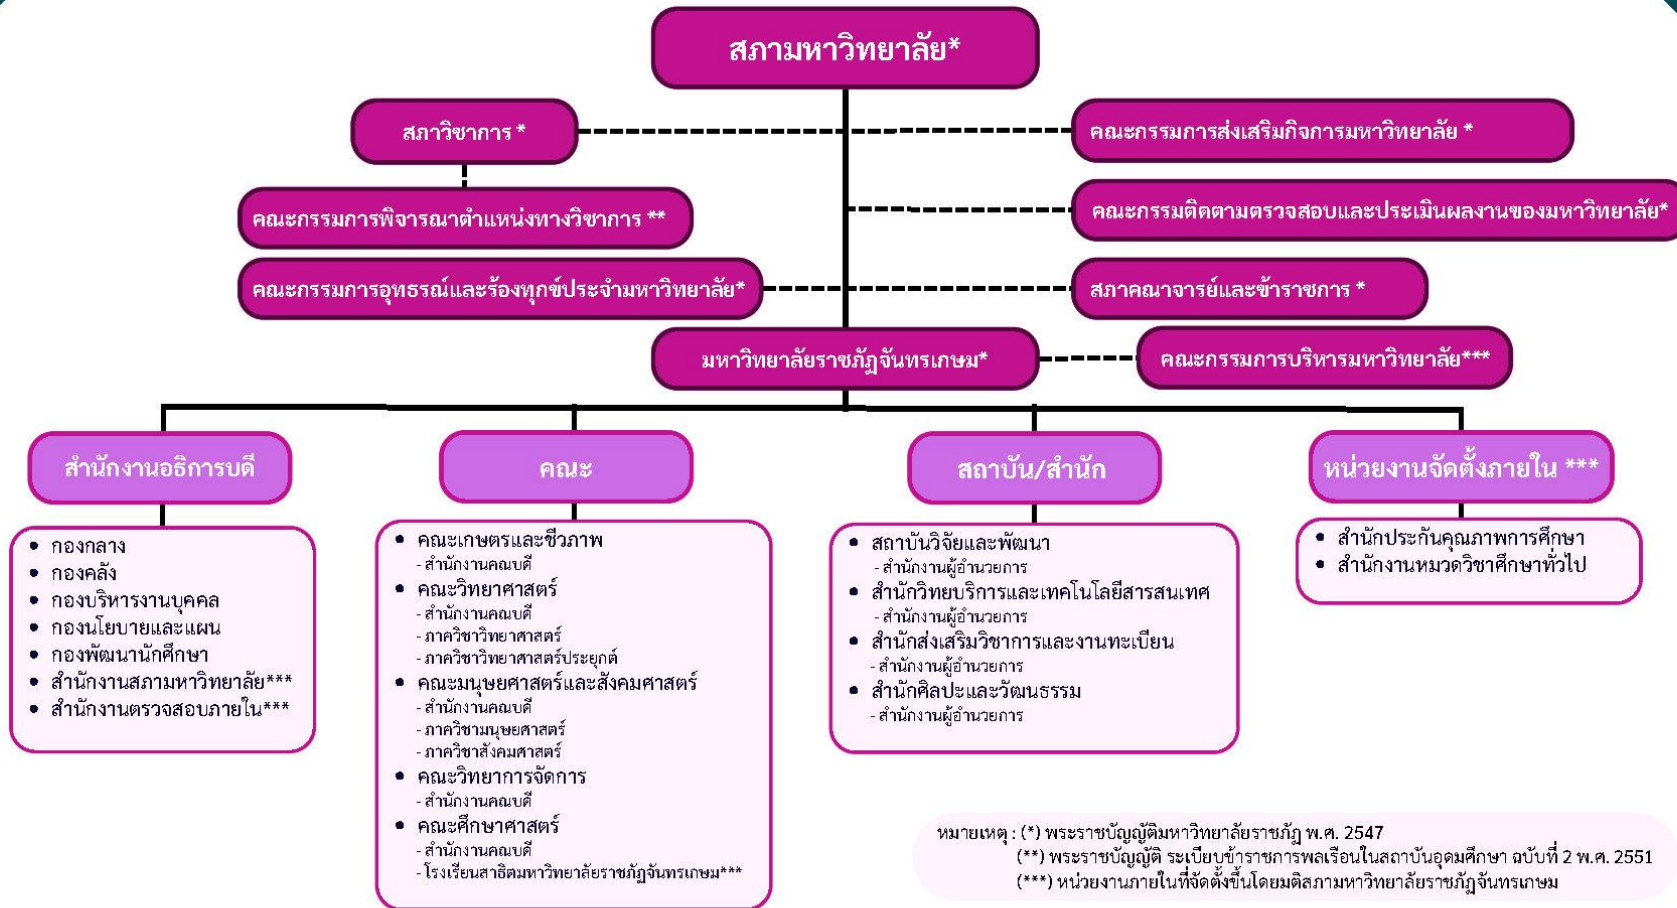 สภามหาวิทยาลัย*
สภาวิชาการ *
คณะกรรมการส่งเสริมกิจการมหาวิทยาลัย *
คณะกรรมการพิจารณาตำแหน่งทางวิชาการ **
คณะกรรมติดตามตรวจสอบและประเมินผลงานของมหาวิทยาลัย*
คณะกรรมการอุทธรณ์และร้องทุกข์ประจำมหาวิทยาลัย*
สภาคณาจารย์และข้าราชการ *
มหาวิทยาลัยราชภัฏจันทรเกษม*
คณะกรรมการบริหารมหาวิทยาลัย***
สำนักงานอธิการบดี
กองกลาง
กองคลัง
กองบริหารงานบุคคล
กองนโยบายและแผน
กองพัฒนานักศึกษา
สำนักงานสภามหาวิทยาลัย***
สำนักงานตรวจสอบภายใน***
คณะ
คณะเกษตรและชีวภาพ
- สำนักงานคณบดี
คณะวิทยาศาสตร์
- สำนักงานคณบดี
- ภาควิชาวิทยาศาสตร์
- ภาควิชาวิทยาศาสตร์ประยุกต์
คณะมนุษยศาสตร์และสังคมศาสตร์
- สำนักงานคณบดี
- ภาควิชามนุษยศาสตร์
- ภาควิชาสังคมศาสตร์
คณะวิทยาการจัดการ
- สำนักงานคณบดี
คณะศึกษาศาสตร์
- สำนักงานคณบดี
- โรงเรียนสาธิตมหาวิทยาลัยราชภัฏจันทรเกษม***
สถาบัน/สำนัก
สถาบันวิจัยและพัฒนา
- สำนักงานผู้อำนวยการ
สำนักวิทยบริการและเทคโนโลยีสารสนเทศ
- สำนักงานผู้อำนวยการ
สำนักส่งเสริมวิชาการและงานทะเบียน
- สำนักงานผู้อำนวยการ
สำนักศิลปะและวัฒนธรรม
- สำนักงานผู้อำนวยการ
หน่วยงานจัดตั้งภายใน ***
สำนักประกันคุณภาพการศึกษา
สำนักงานหมวดวิชาศึกษาทั่วไป
หมายเหตุ : (*) พระราชบัญญัติมหาวิทยาลัยราชภัฏ พ.ศ. 2547
(**) พระราชบัญญัติ ระเบียบข้าราชการพลเรือนในสถาบันอุดมศึกษา ฉบับที่ 2 พ.ศ. 2551
(***) หน่วยงานภายในที่จัดตั้งขึ้นโดยมติสภามหาวิทยาลัยราชภัฏจันทรเกษม